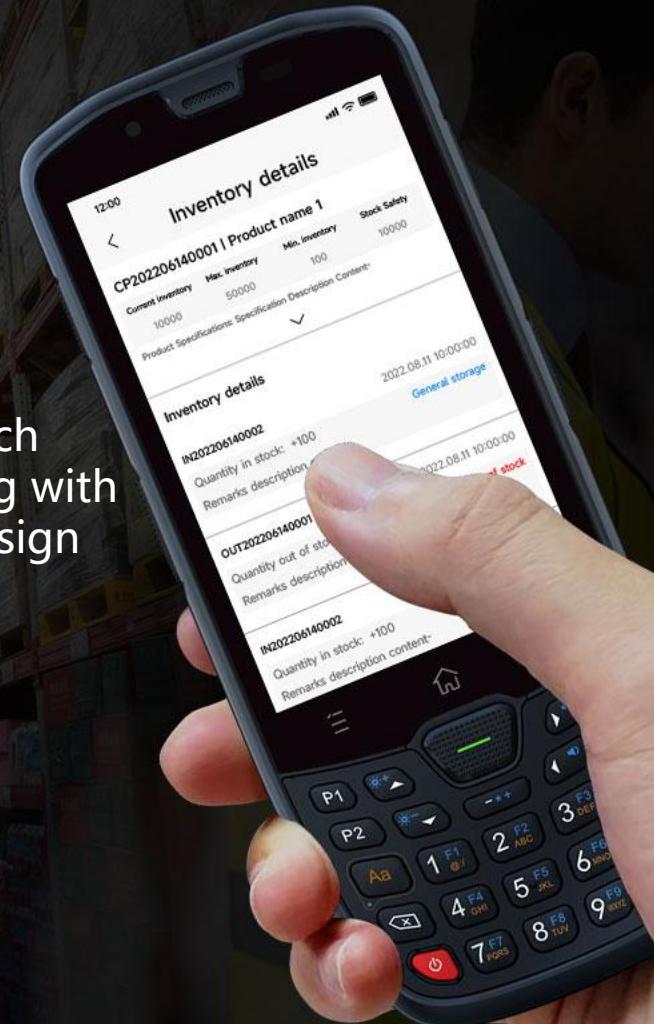 ch
g with
sign
12:00
Inventory details
CP202206140001 | Product name 1
Current inventory Max. inventory Min. inventory Stock Safety
10000 50000 100 10000
Product Specifications: Specification Description Content-
Inventory details
IN202206140002 2022.08.11 10:00:00
Quantity in stock: +100 General storage
Remarks description
OUT202206140001 2022.08.11 10:00:00
Quantity out of sto of stock
Remarks description
IN202206140002
Quantity in stock: +100
Remarks description content-
P1
P2 - * +
Aa 1 F1 @:/ 2 F2 ABC 3 F3 DEF
4 F4 GHI 5 F5 JKL 6 F6 MNO
7 F7 PQRS 8 F8 TUV 9 F9 WXYZ